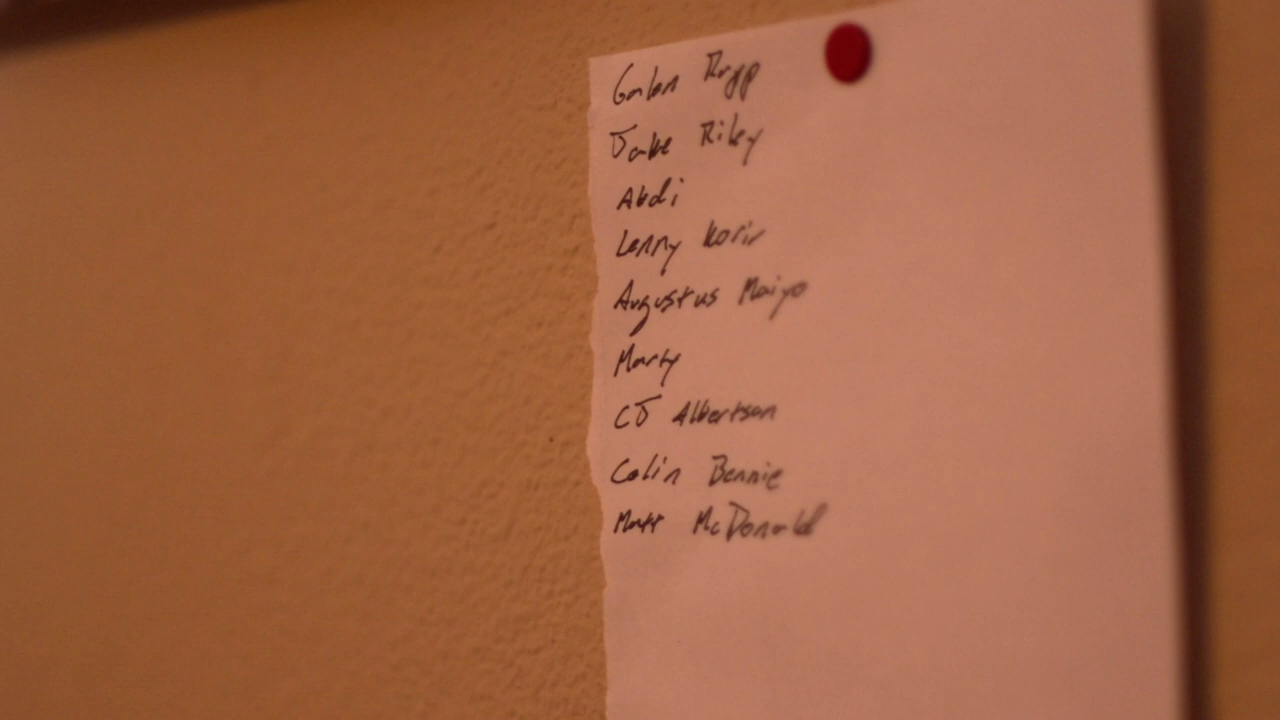 Galen Rupp
Jake Riley
Abdi
Lenny Korir
Augustus Maiyo
Marty
CJ Albertson
Colin Bennie
Matt McDonald